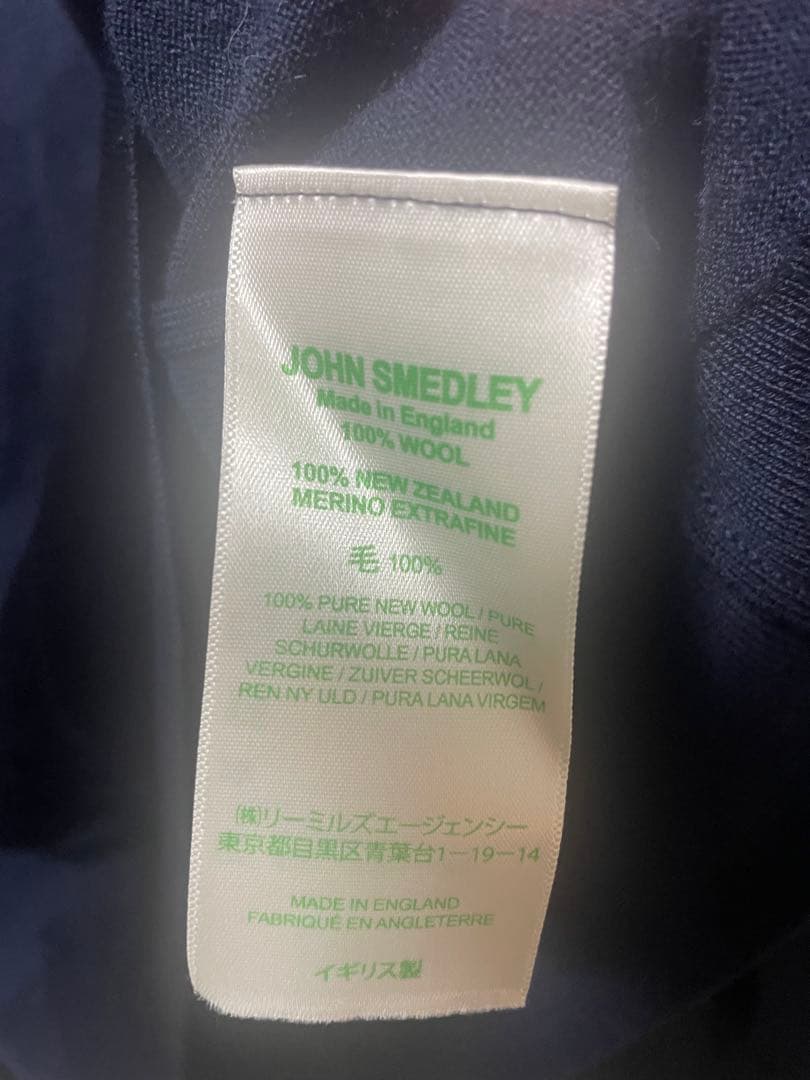 JOHN SMEDLEY
Made in England
100% WOOL
100% NEW ZEALAND
MERINO EXTRAFINE
毛 100%
100% PURE NEW WOOL / PURE
LAINE VIERGE / REINE
SCHURWOLLE / PURA LANA
VERGINE / ZUIVER SCHEERWOL /
REN NY ULD / PURA LANA VIRGEM
㈱リーミルズエージェンシー
東京都目黒区青葉台1-19-14
MADE IN ENGLAND
FABRIQUÉ EN ANGLETERRE
イギリス製